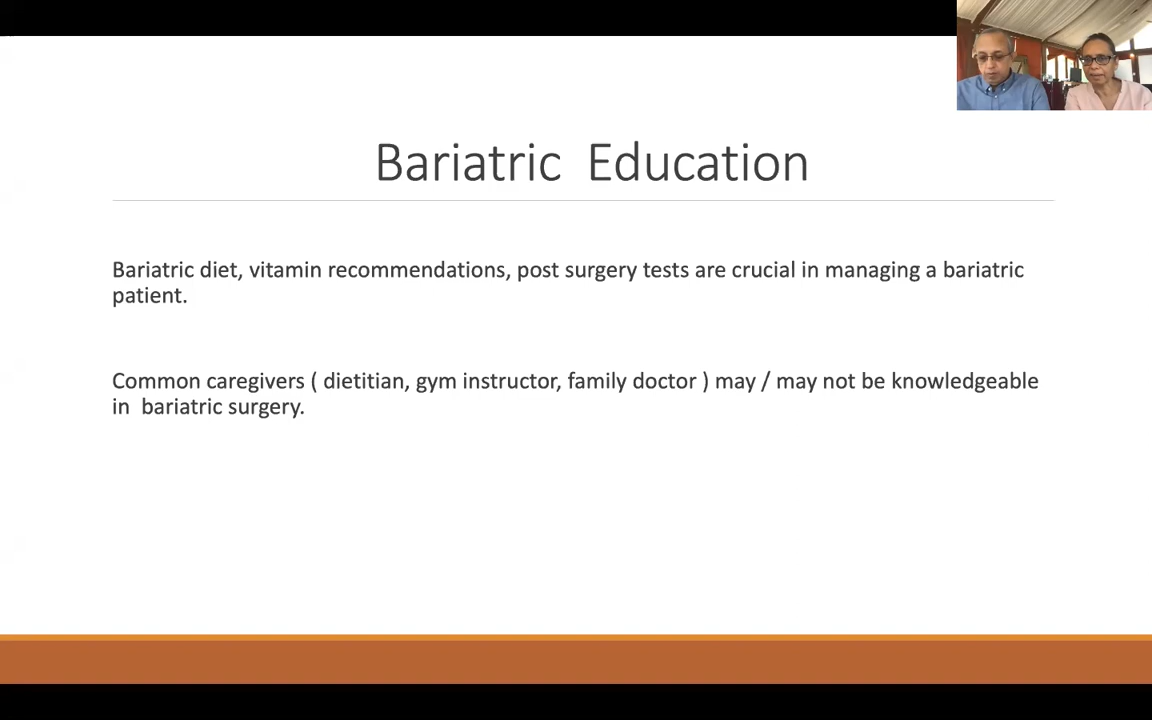 Bariatric  Education
Bariatric diet, vitamin recommendations, post surgery tests are crucial in managing a bariatric
patient.
Common caregivers ( dietitian, gym instructor, family doctor ) may / may not be knowledgeable
in  bariatric surgery.